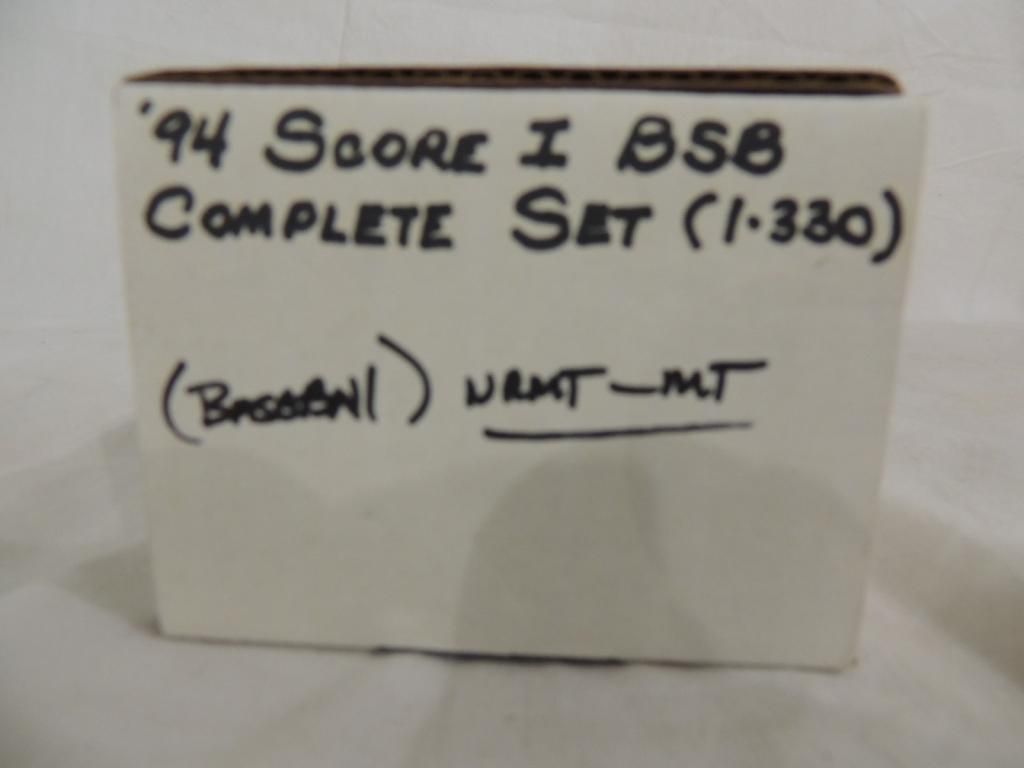 '94 SCORE I BSB
COMPLETE SET (1-330)
(BASEBALL) NRMT-MT